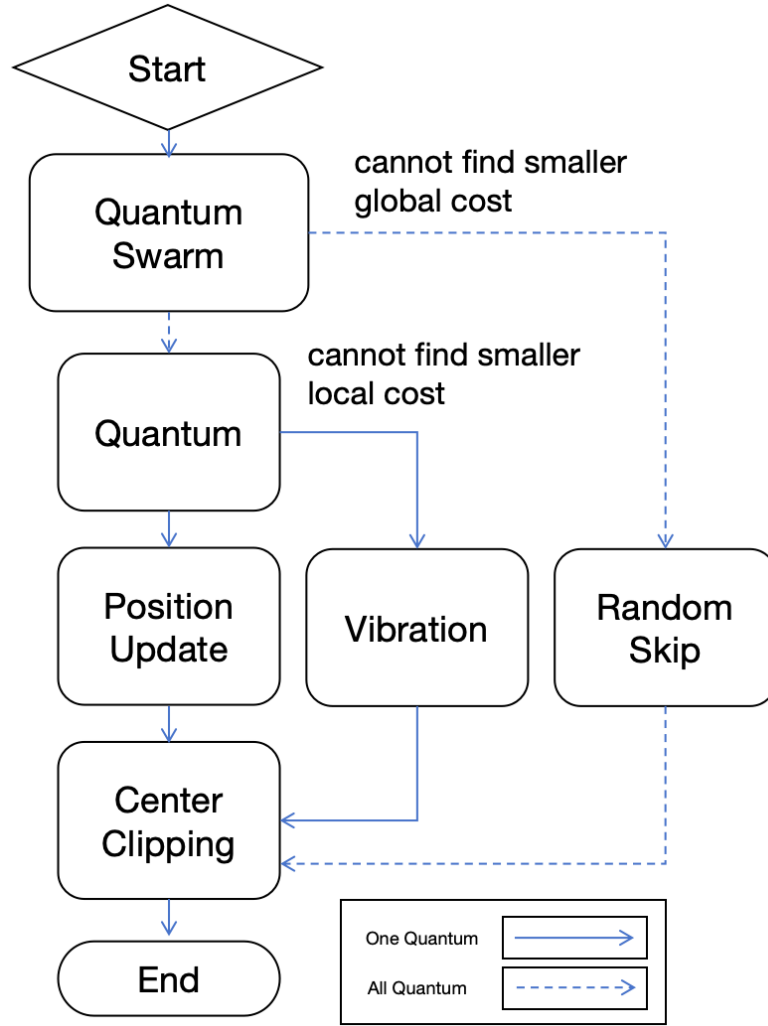 Start
cannot find smaller
global cost
Quantum
Swarm
cannot find smaller
local cost
Quantum
Position
Update
Vibration
Random
Skip
Center
Clipping
One Quantum
All Quantum
End